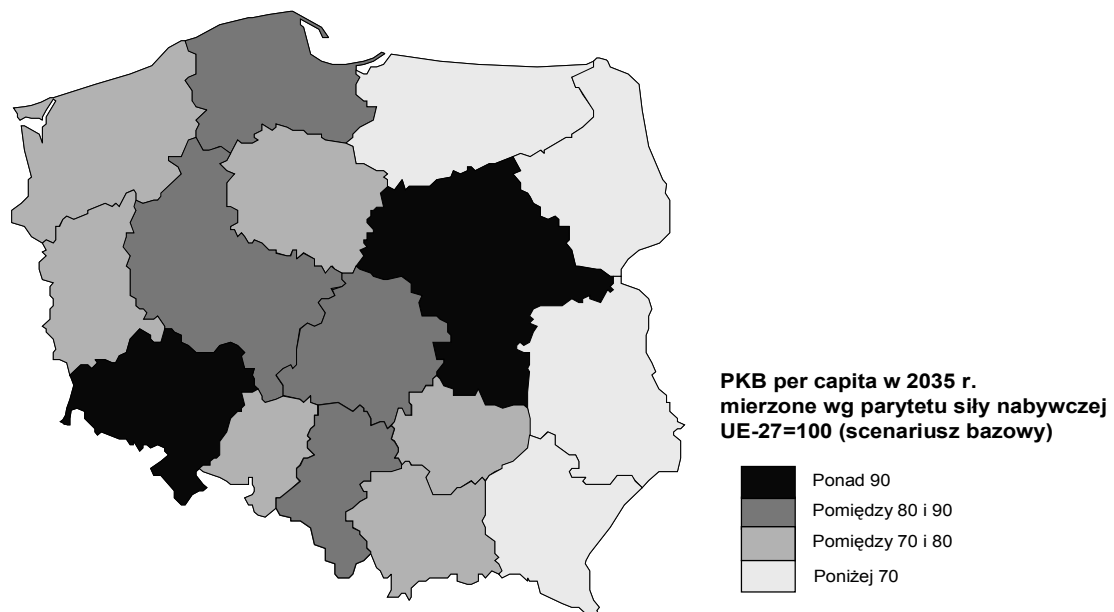 PKB per capita w 2035 r.
mierzone wg parytetu siły nabywczej
UE-27=100 (scenariusz bazowy)
Ponad 90
Pomiędzy 80 i 90
Pomiędzy 70 i 80
Poniżej 70